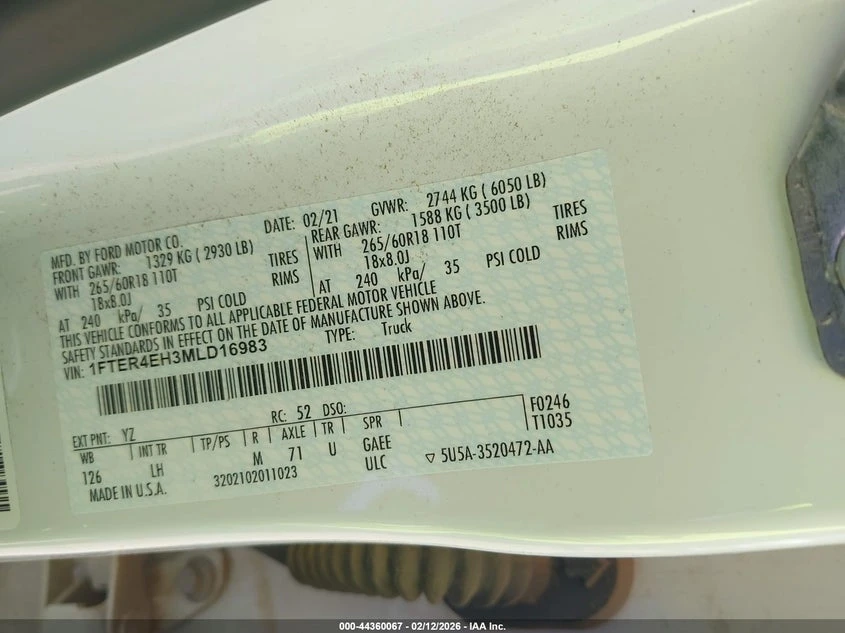 MFD. BY FORD MOTOR CO.
DATE: 02/21
GVWR: 2744 KG ( 6050 LB)
FRONT GAWR: 1329 KG ( 2930 LB)
REAR GAWR: 1588 KG ( 3500 LB)
WITH 265/60R18 110T TIRES
WITH 265/60R18 110T TIRES
18x8.0J RIMS
18x8.0J RIMS
AT 240 kPa/ 35 PSI COLD
AT 240 kPa/ 35 PSI COLD
THIS VEHICLE CONFORMS TO ALL APPLICABLE FEDERAL MOTOR VEHICLE
SAFETY STANDARDS IN EFFECT ON THE DATE OF MANUFACTURE SHOWN ABOVE.
VIN: 1FTER4EH3MLD16983
TYPE: Truck
EXT PNT: YZ
RC: 52 DSO:
F0246
WB INT TR TP/PS R AXLE TR SPR
T1035
126 LH M 71 U GAEE
MADE IN U.S.A. 3202102011023 ULC
▽ 5U5A-3520472-AA
000-44360067 - 02/12/2026 - IAA Inc.